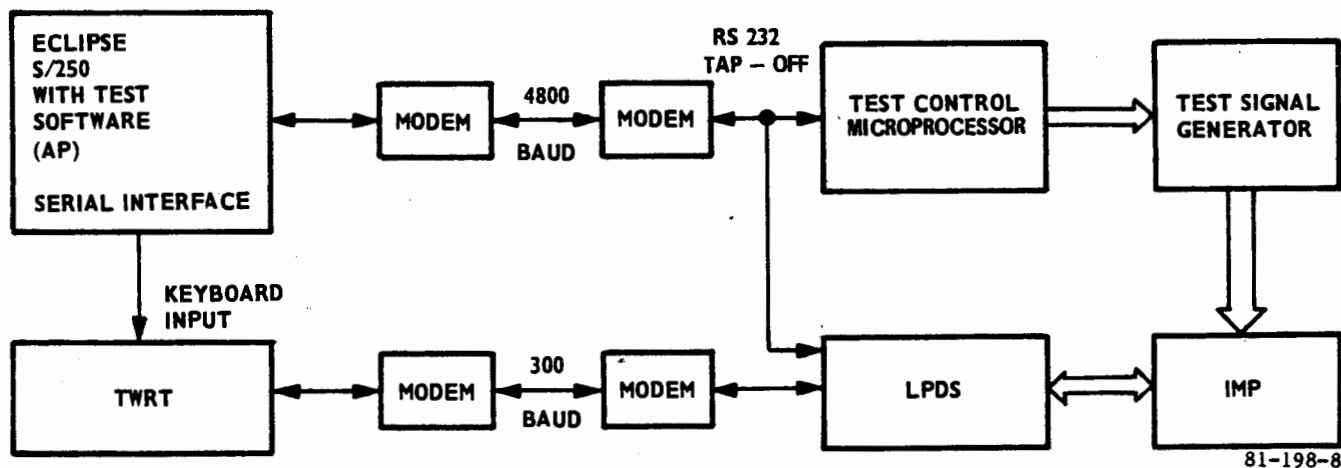 ECLIPSE
S/250
WITH TEST
SOFTWARE
(AP)
SERIAL INTERFACE
MODEM
4800
BAUD
MODEM
RS 232
TAP - OFF
TEST CONTROL
MICROPROCESSOR
TEST SIGNAL
GENERATOR
KEYBOARD
INPUT
TWRT
MODEM
300
BAUD
MODEM
LPDS
IMP
81-198-8